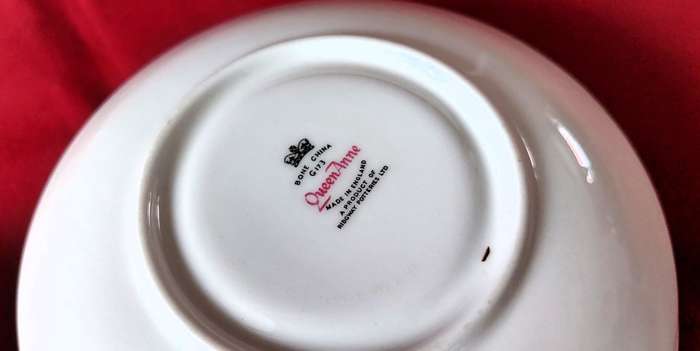 BONE CHINA
G173
Queen Anne
MADE IN ENGLAND
A PRODUCT OF
RIDGWAY POTTERIES LTD.